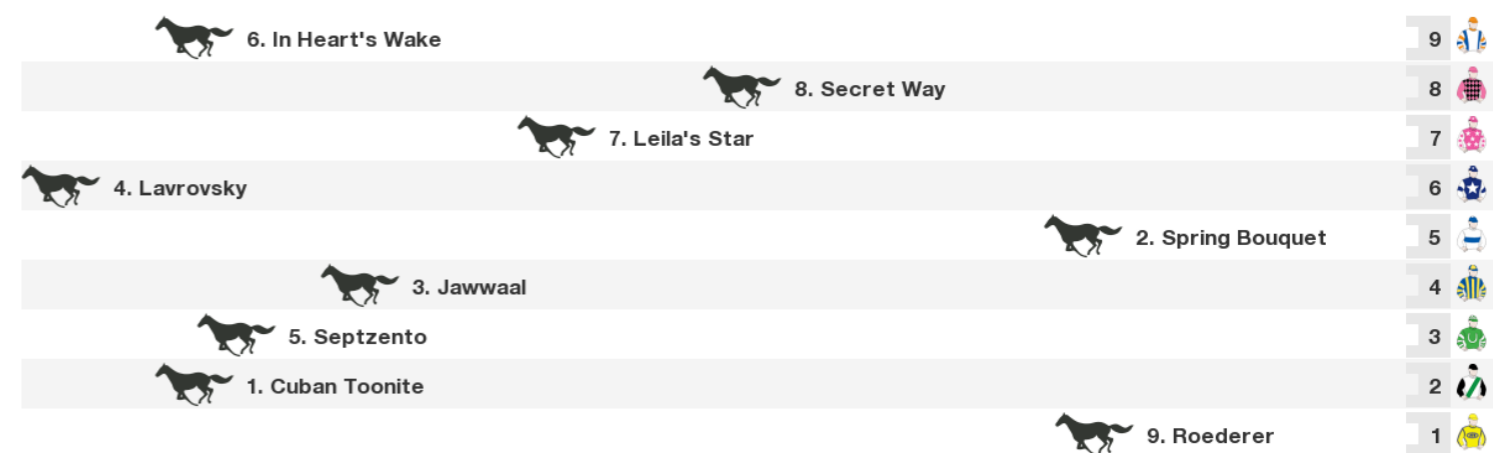 6. In Heart's Wake 9
8. Secret Way 8
7. Leila's Star 7
4. Lavrovsky 6
2. Spring Bouquet 5
3. Jawwaal 4
5. Septzento 3
1. Cuban Toonite 2
9. Roederer 1